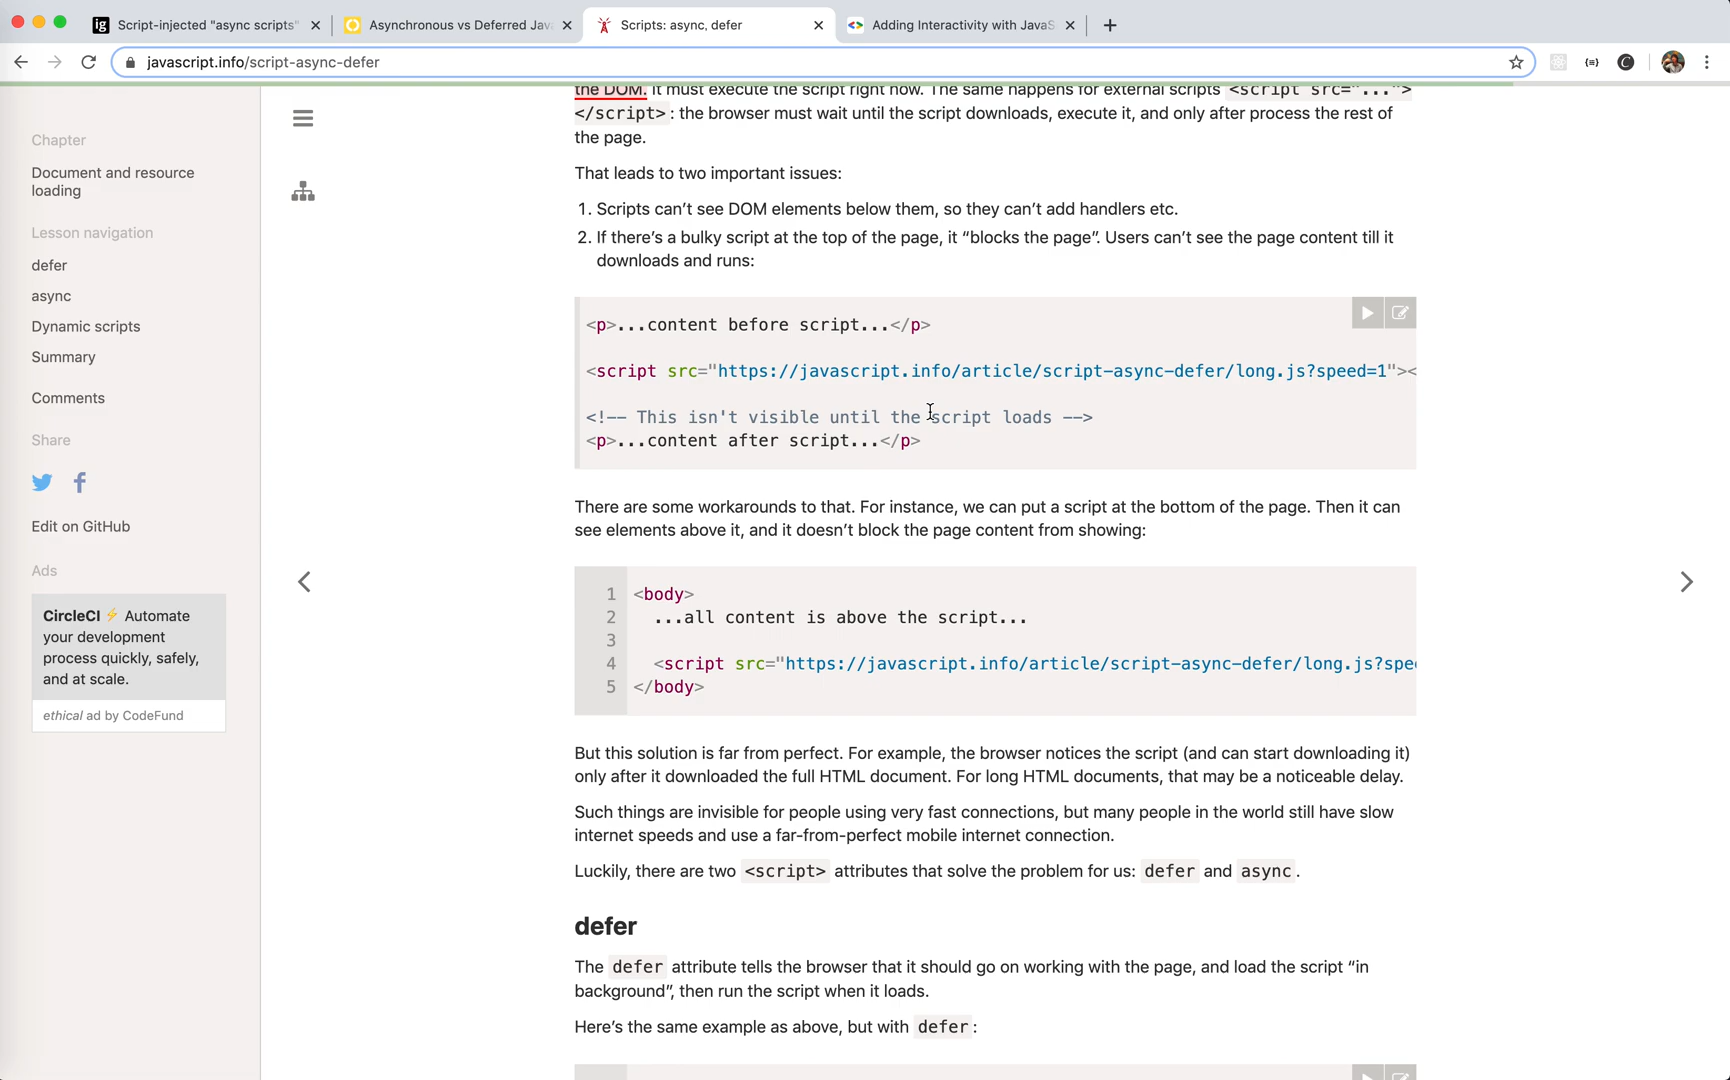 Script-injected "async scripts"
Asynchronous vs Deferred Java
Scripts: async, defer
Adding Interactivity with JavaS
javascript.info/script-async-defer
Chapter
Document and resource
loading
Lesson navigation
defer
async
Dynamic scripts
Summary
Comments
Share
Edit on GitHub
Ads
CircleCI ⚡ Automate
your development
process quickly, safely,
and at scale.
ethical ad by CodeFund
the DOM. It must execute the script right now. The same happens for external scripts <script src="...">
</script>: the browser must wait until the script downloads, execute it, and only after process the rest of
the page.
That leads to two important issues:
1. Scripts can’t see DOM elements below them, so they can’t add handlers etc.
2. If there’s a bulky script at the top of the page, it “blocks the page”. Users can’t see the page content till it
downloads and runs:
<p>...content before script...</p>
<script src="https://javascript.info/article/script-async-defer/long.js?speed=1"><
<!-- This isn't visible until the script loads -->
<p>...content after script...</p>
There are some workarounds to that. For instance, we can put a script at the bottom of the page. Then it can
see elements above it, and it doesn’t block the page content from showing:
1 <body>
2 ...all content is above the script...
3
4 <script src="https://javascript.info/article/script-async-defer/long.js?spe
5 </body>
But this solution is far from perfect. For example, the browser notices the script (and can start downloading it)
only after it downloaded the full HTML document. For long HTML documents, that may be a noticeable delay.
Such things are invisible for people using very fast connections, but many people in the world still have slow
internet speeds and use a far-from-perfect mobile internet connection.
Luckily, there are two <script> attributes that solve the problem for us: defer and async.
defer
The defer attribute tells the browser that it should go on working with the page, and load the script “in
background”, then run the script when it loads.
Here’s the same example as above, but with defer: